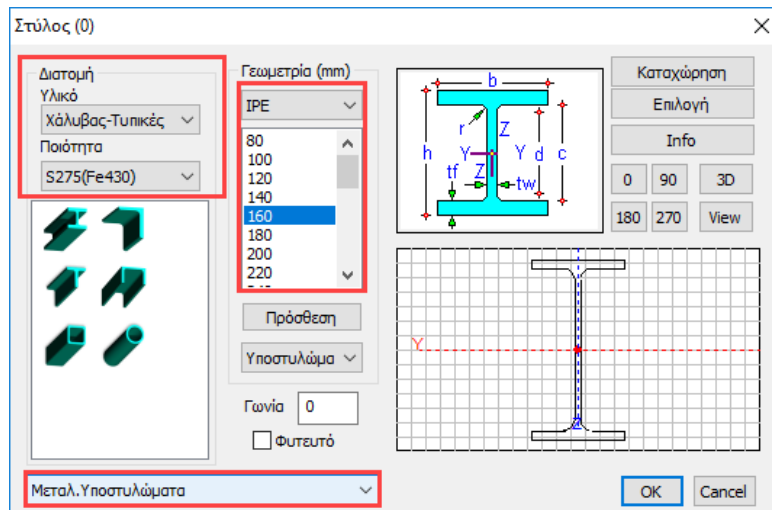 Στύλος (0)
Διατομή
Υλικό
Χάλυβας-Τυπικές
Ποιότητα
S275(Fe430)
Γεωμετρία (mm)
IPE
80
100
120
140
160
180
200
220
Πρόσθεση
Υποστυλώμα
Γωνία 0
Φυτευτό
Μεταλ.Υποστυλώματα
b
r
Z
h
Y
Y
d
c
tf
Z
tw
Καταχώρηση
Επιλογή
Info
0 90 3D
180 270 View
Y
Z
OK Cancel